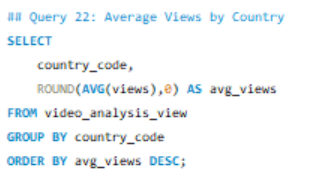 ## Query 22: Average Views by Country
SELECT
country_code,
ROUND(AVG(views),0) AS avg_views
FROM video_analysis_view
GROUP BY country_code
ORDER BY avg_views DESC;